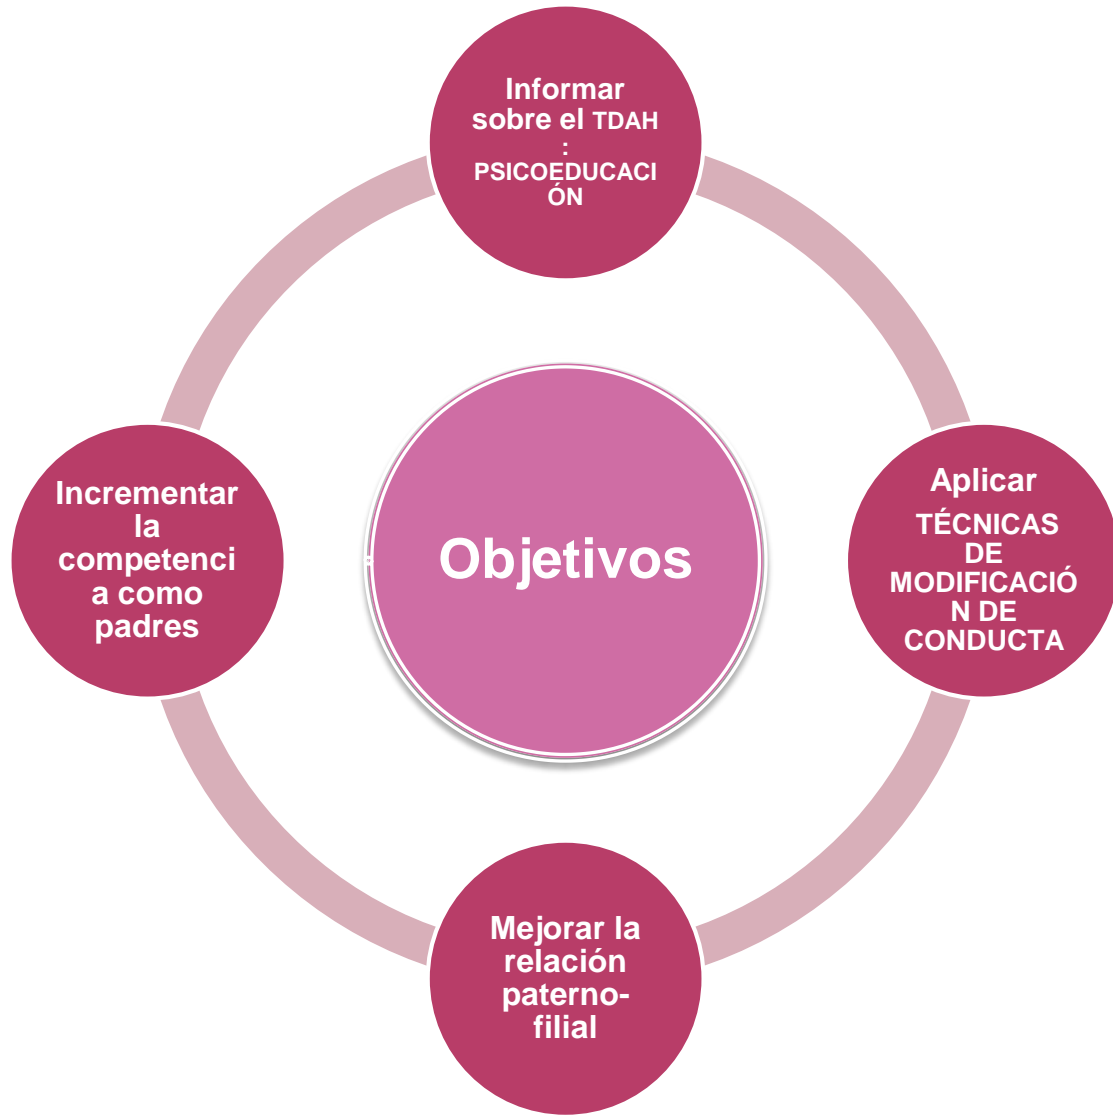 Informar
sobre el TDAH
:
PSICOEDUCACI
ÓN
Incrementar
la
competenci
a como
padres
Objetivos
Aplicar
TÉCNICAS
DE
MODIFICACIÓ
N DE
CONDUCTA
Mejorar la
relación
paterno-
filial